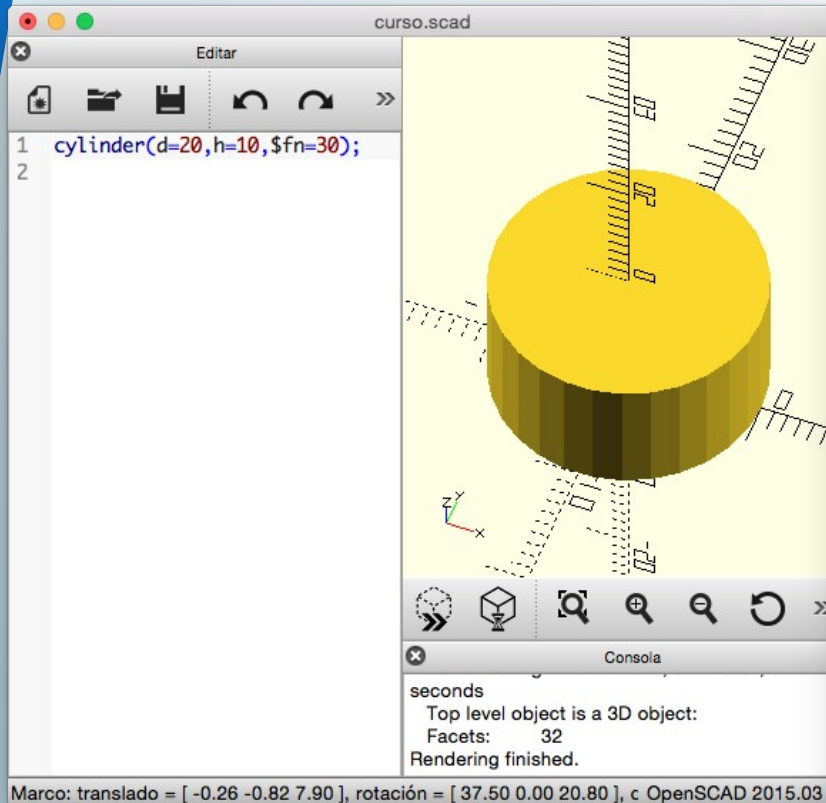 curso.scad
Editar
1 cylinder(d=20,h=10,$fn=30);
2
Z
Y
X
Consola
seconds
Top level object is a 3D object:
Facets: 32
Rendering finished.
Marco: translado = [ -0.26 -0.82 7.90 ], rotación = [ 37.50 0.00 20.80 ], c OpenSCAD 2015.03